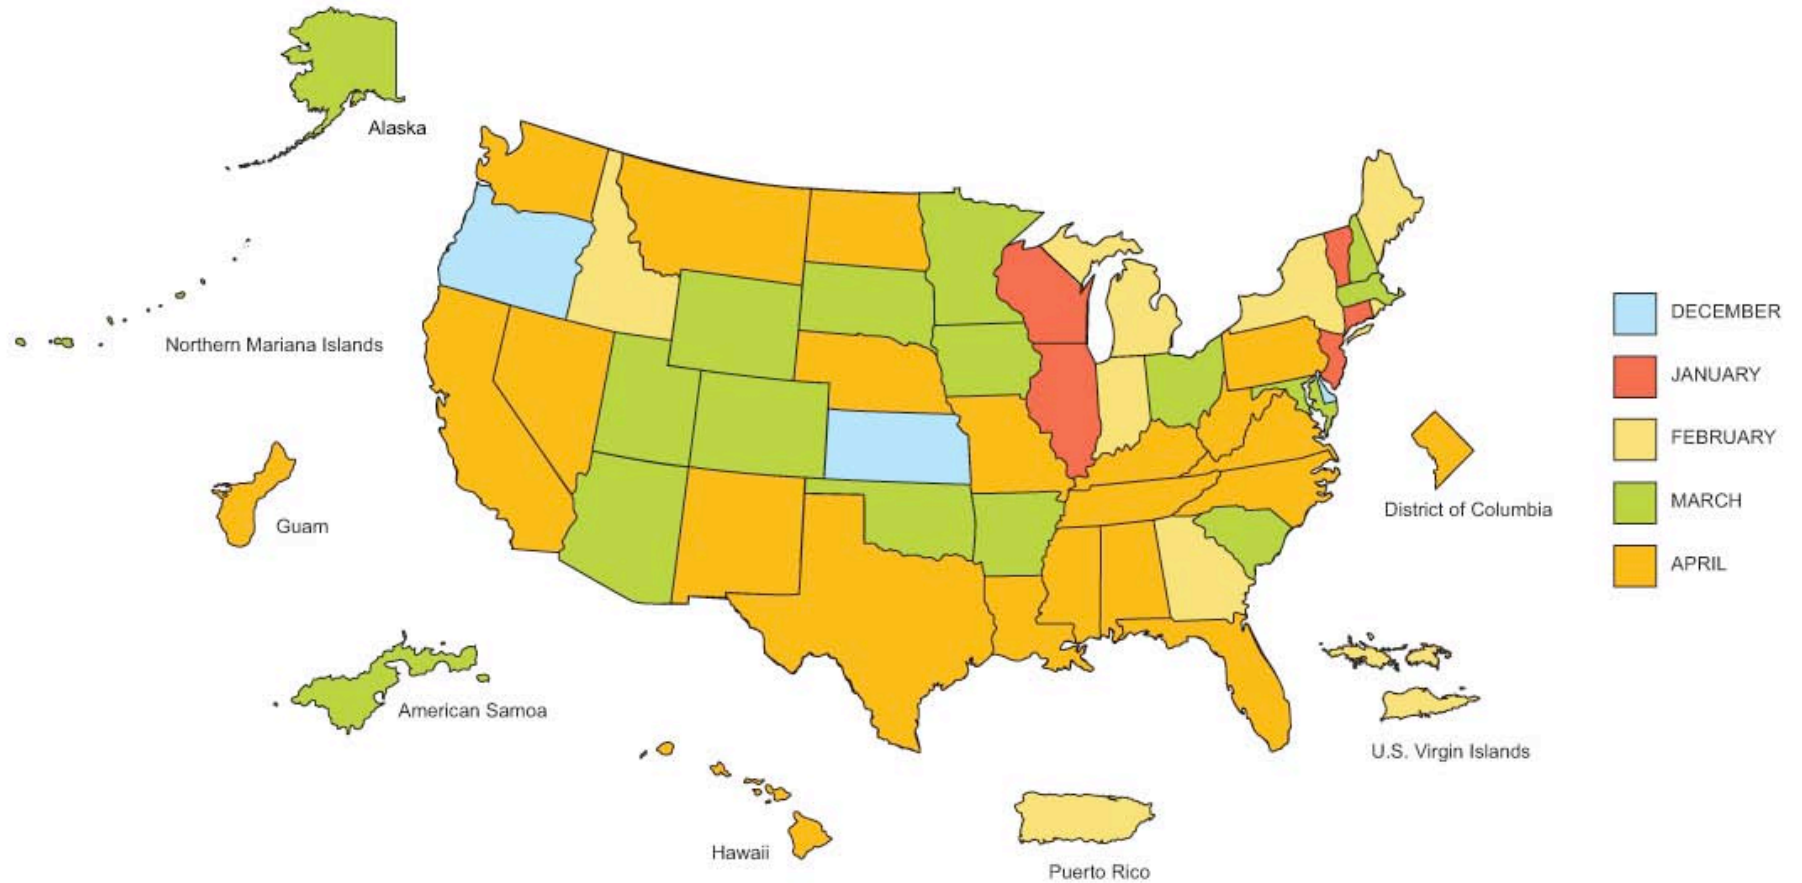 Alaska
Northern Mariana Islands
Guam
American Samoa
Hawaii
Puerto Rico
U.S. Virgin Islands
District of Columbia
DECEMBER
JANUARY
FEBRUARY
MARCH
APRIL